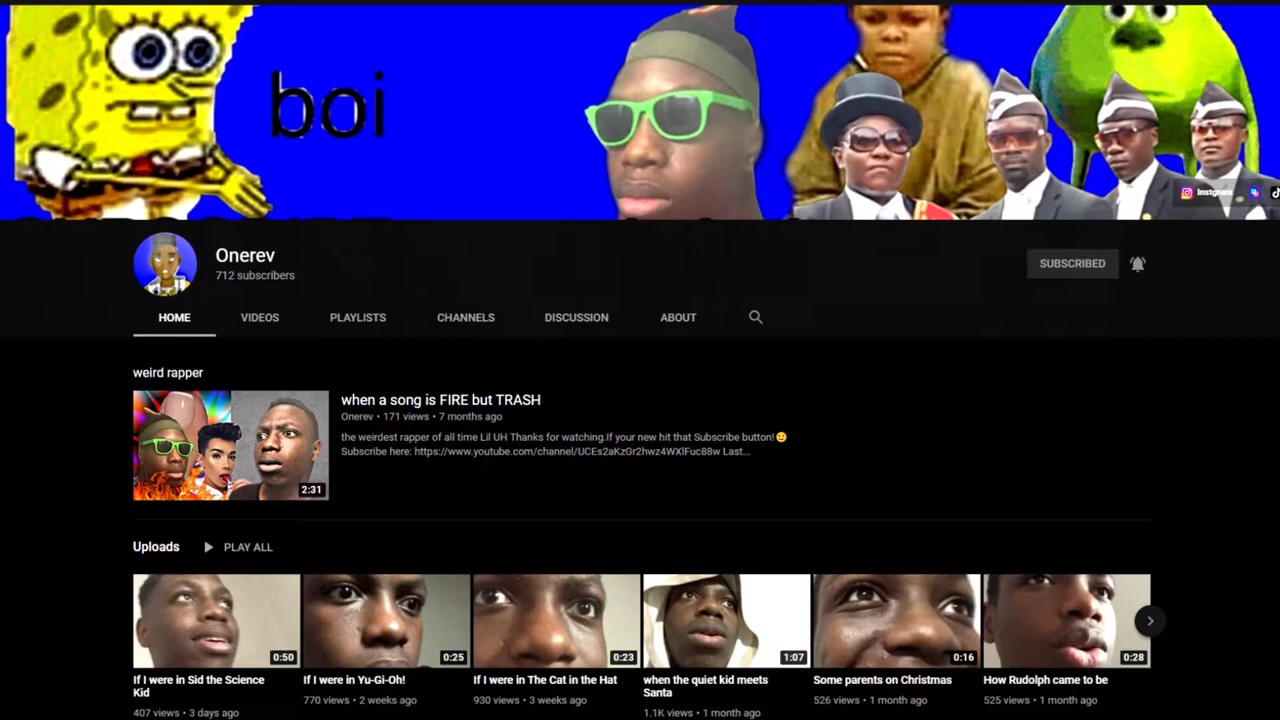 boi
Instgram
Onerev
712 subscribers
SUBSCRIBED
HOME VIDEOS PLAYLISTS CHANNELS DISCUSSION ABOUT
weird rapper
when a song is FIRE but TRASH
Onerev • 171 views • 7 months ago
the weirdest rapper of all time Lil UH Thanks for watching.If your new hit that Subscribe button!😉
Subscribe here: https://www.youtube.com/channel/UCEs2aKzGr2hwz4WXlFuc88w Last...
2:31
Uploads PLAY ALL
0:50 0:25 0:23 1:07 0:16 0:28
If I were in Sid the Science
Kid
407 views • 3 days ago
If I were in Yu-Gi-Oh!
770 views • 2 weeks ago
If I were in The Cat in the Hat
930 views • 3 weeks ago
when the quiet kid meets
Santa
1.1K views • 1 month ago
Some parents on Christmas
526 views • 1 month ago
How Rudolph came to be
525 views • 1 month ago